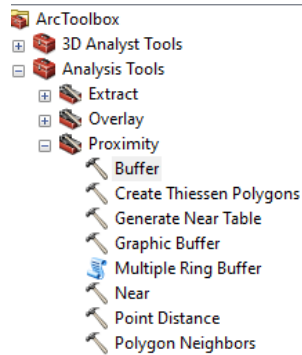 ArcToolbox
3D Analyst Tools
Analysis Tools
Extract
Overlay
Proximity
Buffer
Create Thiessen Polygons
Generate Near Table
Graphic Buffer
Multiple Ring Buffer
Near
Point Distance
Polygon Neighbors